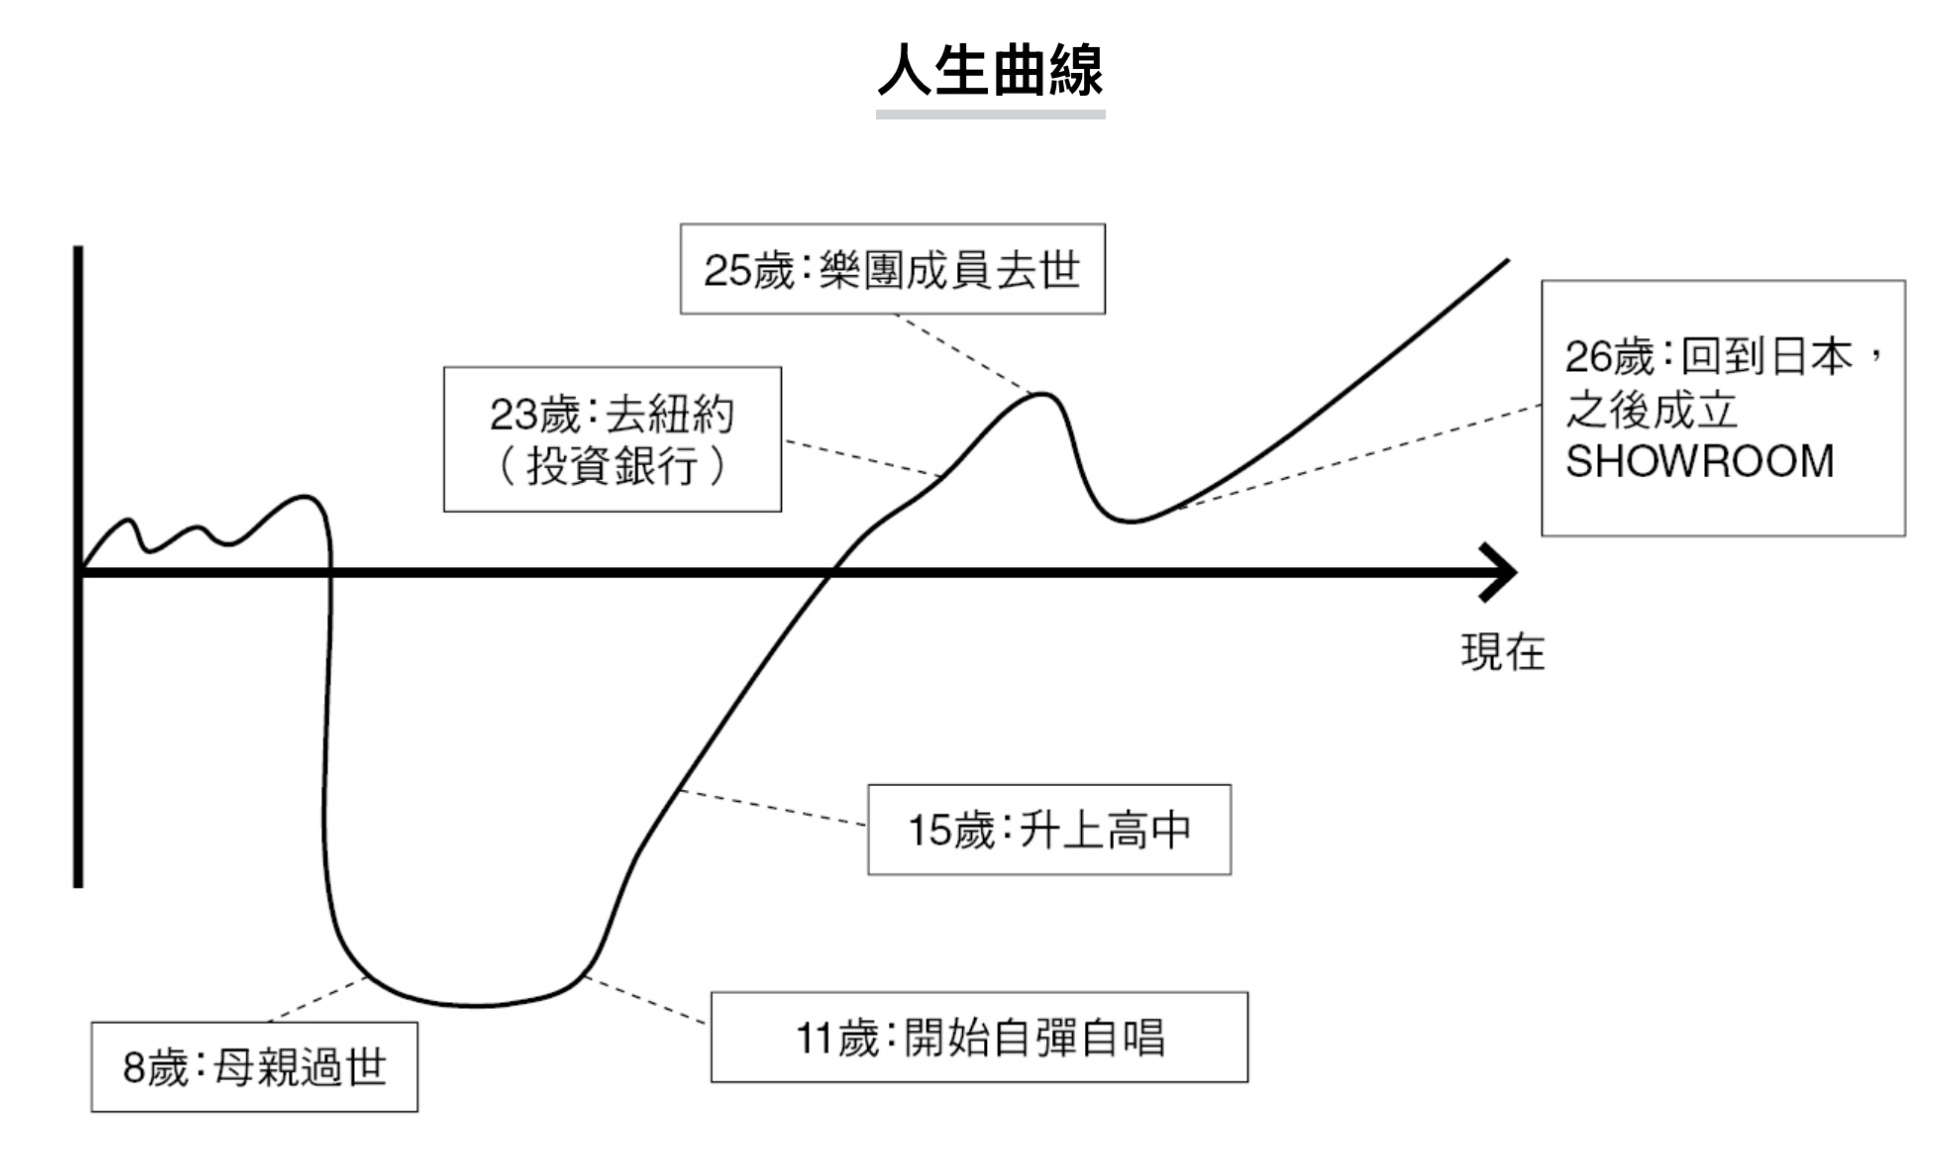 人生曲線
25歲：樂團成員去世
23歲：去紐約
（投資銀行）
26歲：回到日本，
之後成立
SHOWROOM
現在
15歲：升上高中
11歲：開始自彈自唱
8歲：母親過世